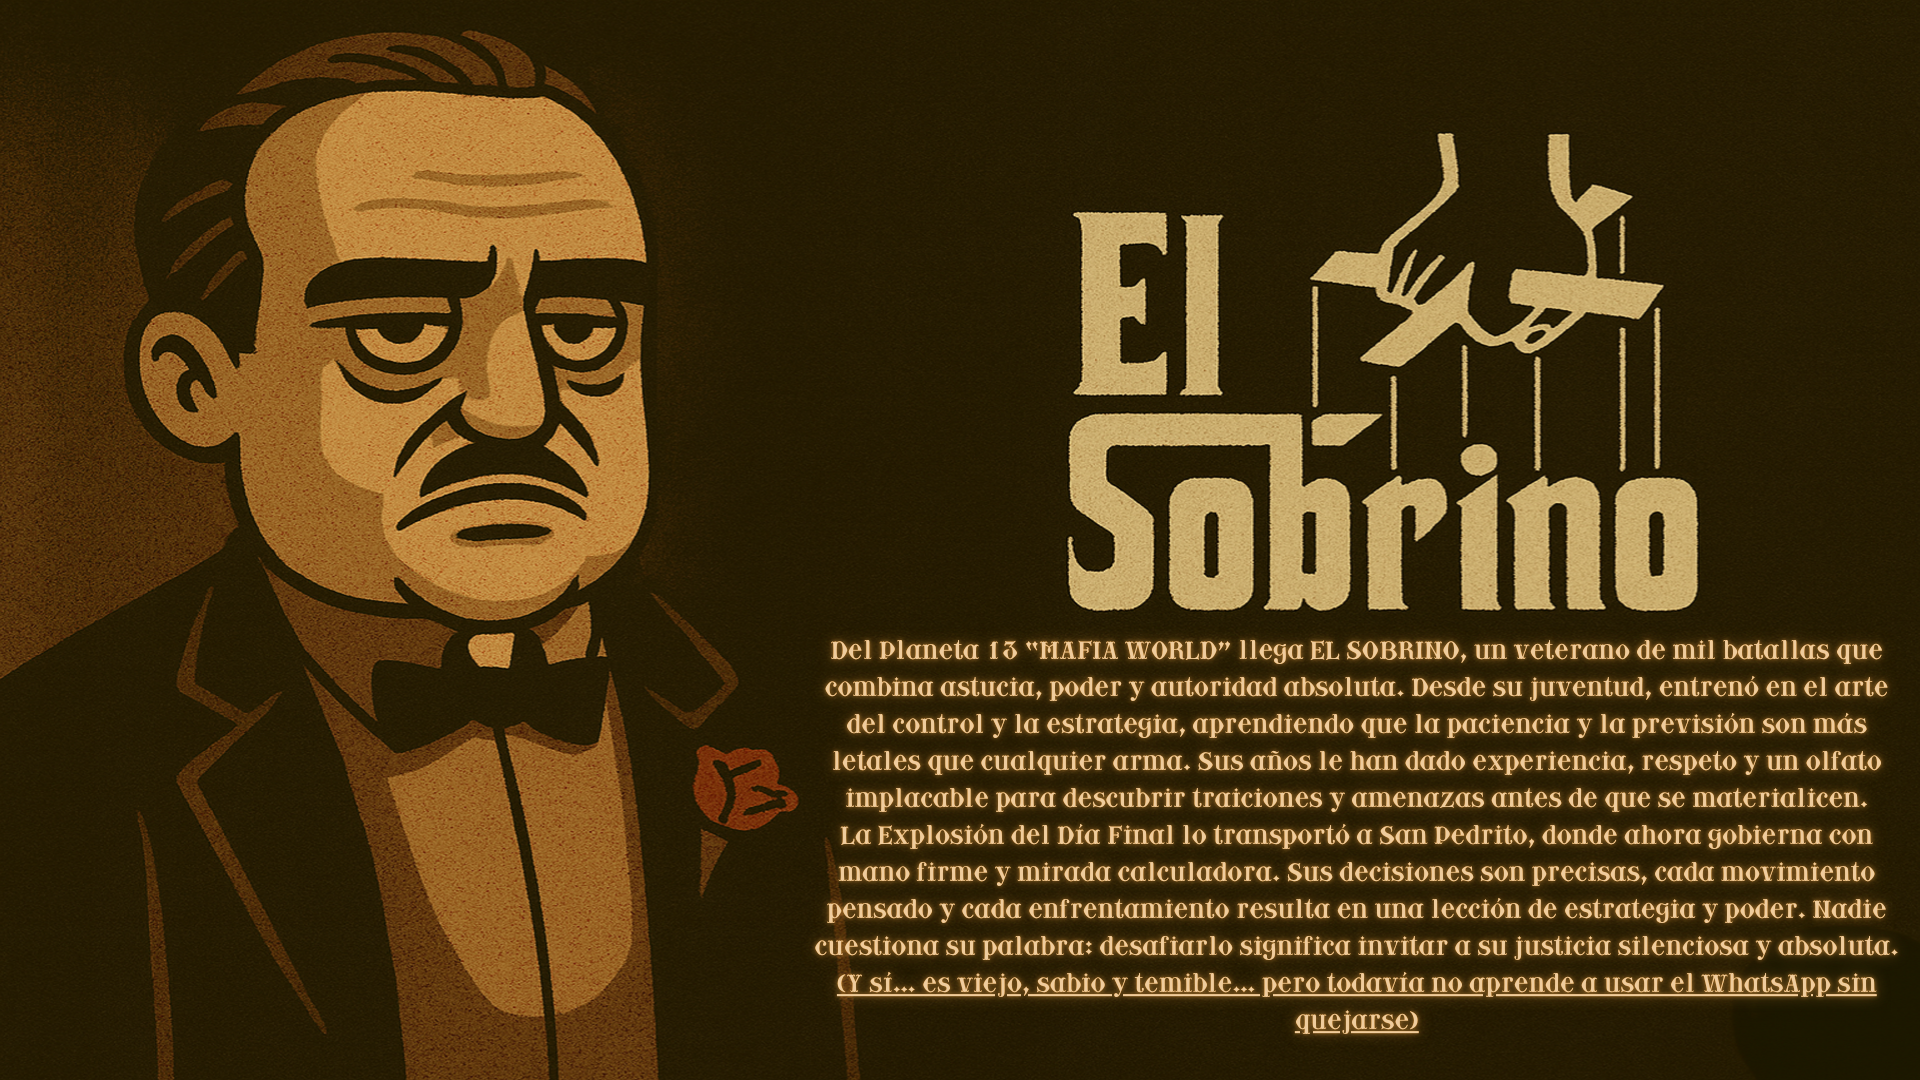 El
Sobrino
Del Planeta 13 “MAFIA WORLD” llega EL SOBRINO, un veterano de mil batallas que
combina astucia, poder y autoridad absoluta. Desde su juventud, entrenó en el arte
del control y la estrategia, aprendiendo que la paciencia y la previsión son más
letales que cualquier arma. Sus años le han dado experiencia, respeto y un olfato
implacable para descubrir traiciones y amenazas antes de que se materialicen.
La Explosión del Día Final lo transportó a San Pedrito, donde ahora gobierna con
mano firme y mirada calculadora. Sus decisiones son precisas, cada movimiento
pensado y cada enfrentamiento resulta en una lección de estrategia y poder. Nadie
cuestiona su palabra: desafiarlo significa invitar a su justicia silenciosa y absoluta.
(Y sí... es viejo, sabio y temible... pero todavía no aprende a usar el WhatsApp sin
quejarse)